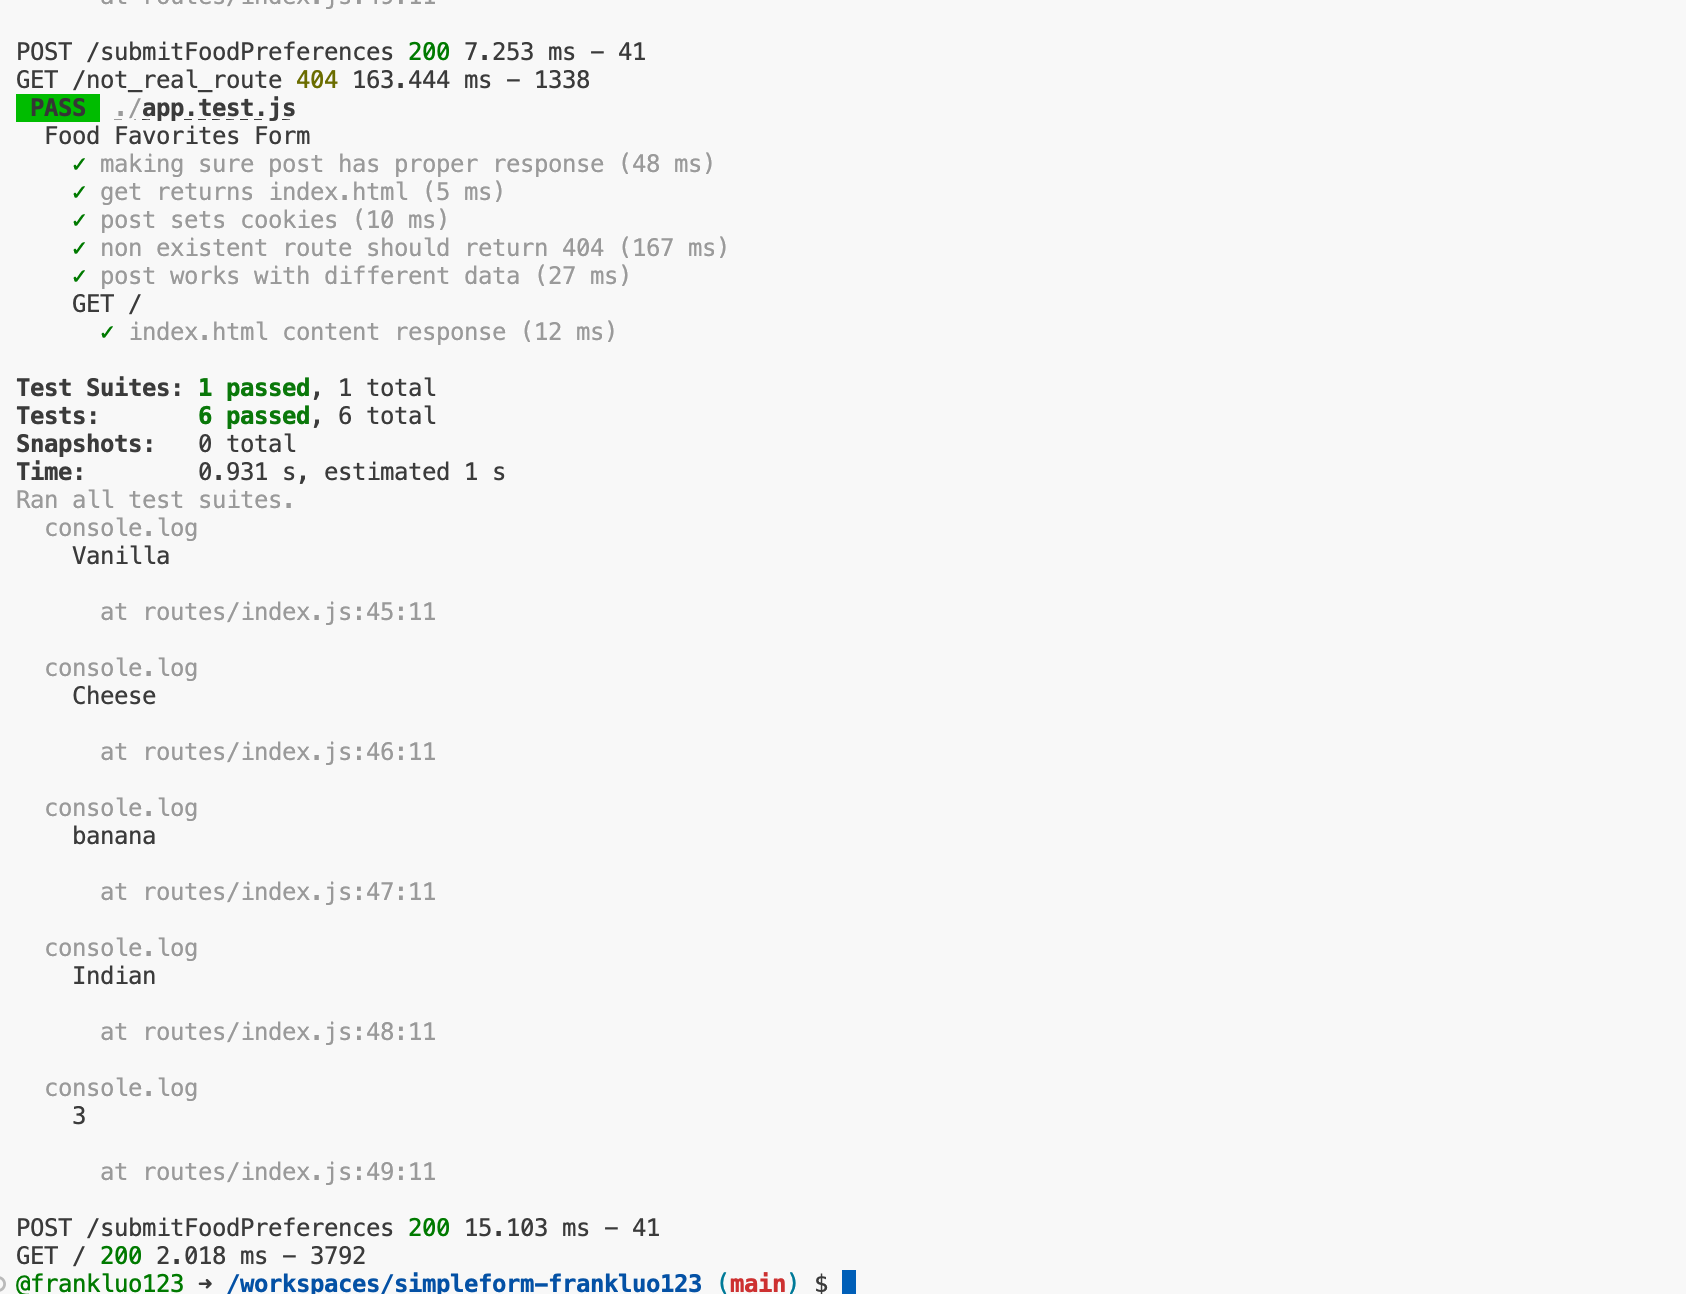 at routes/index.js:49:11
POST /submitFoodPreferences 200 7.253 ms - 41
GET /not_real_route 404 163.444 ms - 1338
PASS ./app.test.js
Food Favorites Form
✓ making sure post has proper response (48 ms)
✓ get returns index.html (5 ms)
✓ post sets cookies (10 ms)
✓ non existent route should return 404 (167 ms)
✓ post works with different data (27 ms)
GET /
✓ index.html content response (12 ms)
Test Suites: 1 passed, 1 total
Tests: 6 passed, 6 total
Snapshots: 0 total
Time: 0.931 s, estimated 1 s
Ran all test suites.
console.log
Vanilla
at routes/index.js:45:11
console.log
Cheese
at routes/index.js:46:11
console.log
banana
at routes/index.js:47:11
console.log
Indian
at routes/index.js:48:11
console.log
3
at routes/index.js:49:11
POST /submitFoodPreferences 200 15.103 ms - 41
GET / 200 2.018 ms - 3792
@frankluo123 → /workspaces/simpleform-frankluo123 (main) $